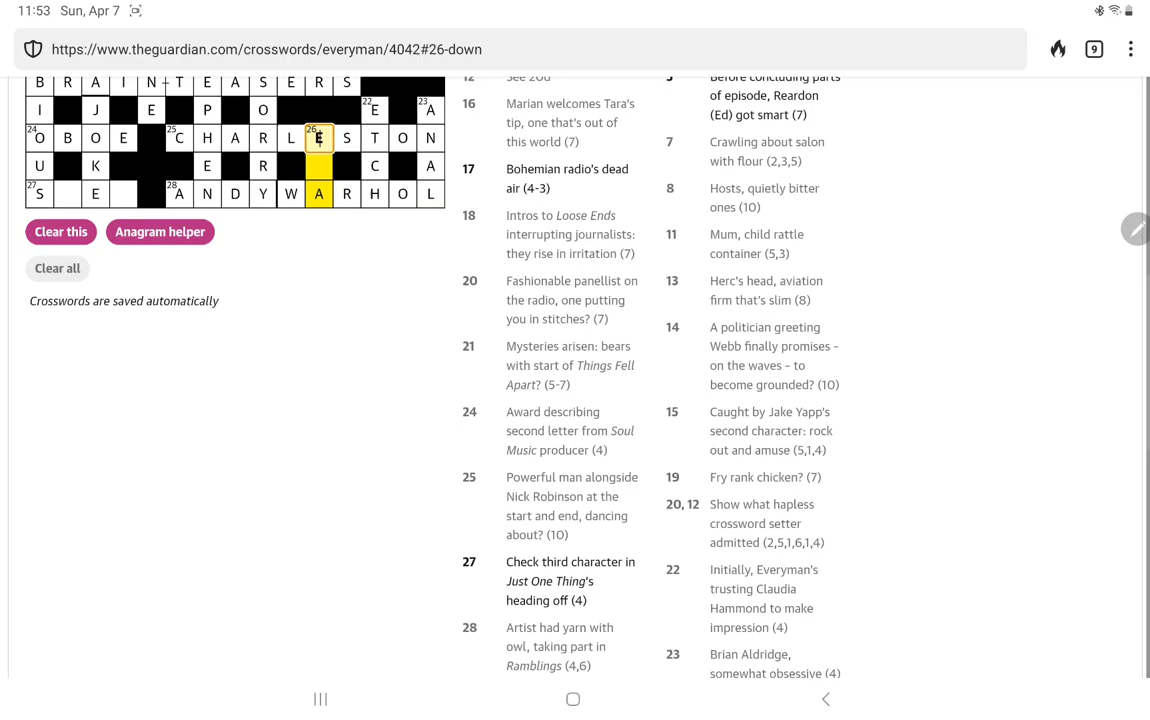 11:53 Sun, Apr 7
https://www.theguardian.com/crosswords/everyman/4042#26-down
9
B R A I N T E A S E R S
I J E P O 22 E 23 A
24 O B O E 25 C H A R L 26 E S T O N
U K E R C A
27 S E 28 A N D Y W A R H O L
Clear this
Anagram helper
Clear all
Crosswords are saved automatically
12 See 20d
16 Marian welcomes Tara's
tip, one that's out of
this world (7)
17 Bohemian radio's dead
air (4-3)
18 Intros to Loose Ends
interrupting journalists:
they rise in irritation (7)
20 Fashionable panellist on
the radio, one putting
you in stitches? (7)
21 Mysteries arisen: bears
with start of Things Fell
Apart? (5-7)
24 Award describing
second letter from Soul
Music producer (4)
25 Powerful man alongside
Nick Robinson at the
start and end, dancing
about? (10)
27 Check third character in
Just One Thing's
heading off (4)
28 Artist had yarn with
owl, taking part in
Ramblings (4,6)
5 Before concluding parts
of episode, Reardon
(Ed) got smart (7)
7 Crawling about salon
with flour (2,3,5)
8 Hosts, quietly bitter
ones (10)
11 Mum, child rattle
container (5,3)
13 Herc's head, aviation
firm that's slim (8)
14 A politician greeting
Webb finally promises –
on the waves – to
become grounded? (10)
15 Caught by Jake Yapp's
second character: rock
out and amuse (5,1,4)
19 Fry rank chicken? (7)
20, 12 Show what hapless
crossword setter
admitted (2,5,1,6,1,4)
22 Initially, Everyman's
trusting Claudia
Hammond to make
impression (4)
23 Brian Aldridge,
somewhat obsessive (4)